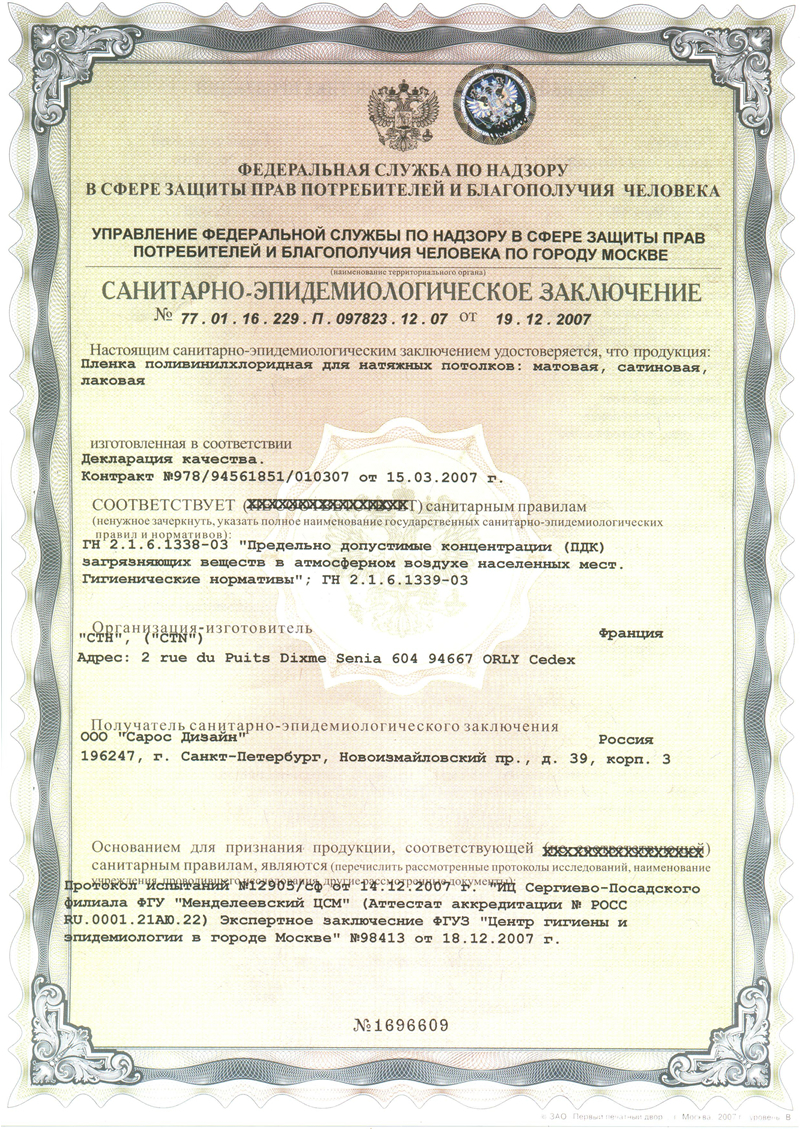 ФЕДЕРАЛЬНАЯ СЛУЖБА ПО НАДЗОРУ
В СФЕРЕ ЗАЩИТЫ ПРАВ ПОТРЕБИТЕЛЕЙ И БЛАГОПОЛУЧИЯ ЧЕЛОВЕКА
УПРАВЛЕНИЕ ФЕДЕРАЛЬНОЙ СЛУЖБЫ ПО НАДЗОРУ В СФЕРЕ ЗАЩИТЫ ПРАВ
ПОТРЕБИТЕЛЕЙ И БЛАГОПОЛУЧИЯ ЧЕЛОВЕКА ПО ГОРОДУ МОСКВЕ
(наименование территориального органа)
САНИТАРНО-ЭПИДЕМИОЛОГИЧЕСКОЕ ЗАКЛЮЧЕНИЕ
№ 77.01.16.229.П.097823.12.07 от 19.12.2007
Настоящим санитарно-эпидемиологическим заключением удостоверяется, что продукция:
Пленка поливинилхлоридная для натяжных потолков: матовая, сатиновая,
лаковая
изготовленная в соответствии
Декларация качества.
Контракт №978/94561851/010307 от 15.03.2007 г.
СООТВЕТСТВУЕТ ( ) санитарным правилам
(ненужное зачеркнуть, указать полное наименование государственных санитарно-эпидемиологических
правил и нормативов):
ГН 2.1.6.1338-03 "Предельно допустимые концентрации (ПДК)
загрязняющих веществ в атмосферном воздухе населенных мест.
Гигиенические нормативы"; ГН 2.1.6.1339-03
Организация-изготовитель
"СТН", ("CTN") Франция
Адрес: 2 rue du Puits Dixme Senia 604 94667 ORLY Cedex
Получатель санитарно-эпидемиологического заключения
ООО "Сарос Дизайн" Россия
196247, г. Санкт-Петербург, Новоизмайловский пр., д. 39, корп. 3
Основанием для признания продукции, соответствующей (не соответствующей)
санитарным правилам, являются (перечислить рассмотренные протоколы исследований, наименование
учреждения, проводившего исследования, другие рассмотренные документы):
Протокол испытаний №12905/сф от 14.12.2007 г. "ИЦ Сергиево-Посадского
филиала ФГУ "Менделеевский ЦСМ" (Аттестат аккредитации № РОСС
RU.0001.21АЮ.22) Экспертное заключесние ФГУЗ "Центр гигиены и
эпидемиологии в городе Москве" №98413 от 18.12.2007 г.
№1696609
© ЗАО Первый печатный двор г. Москва 2007 г. уровень В